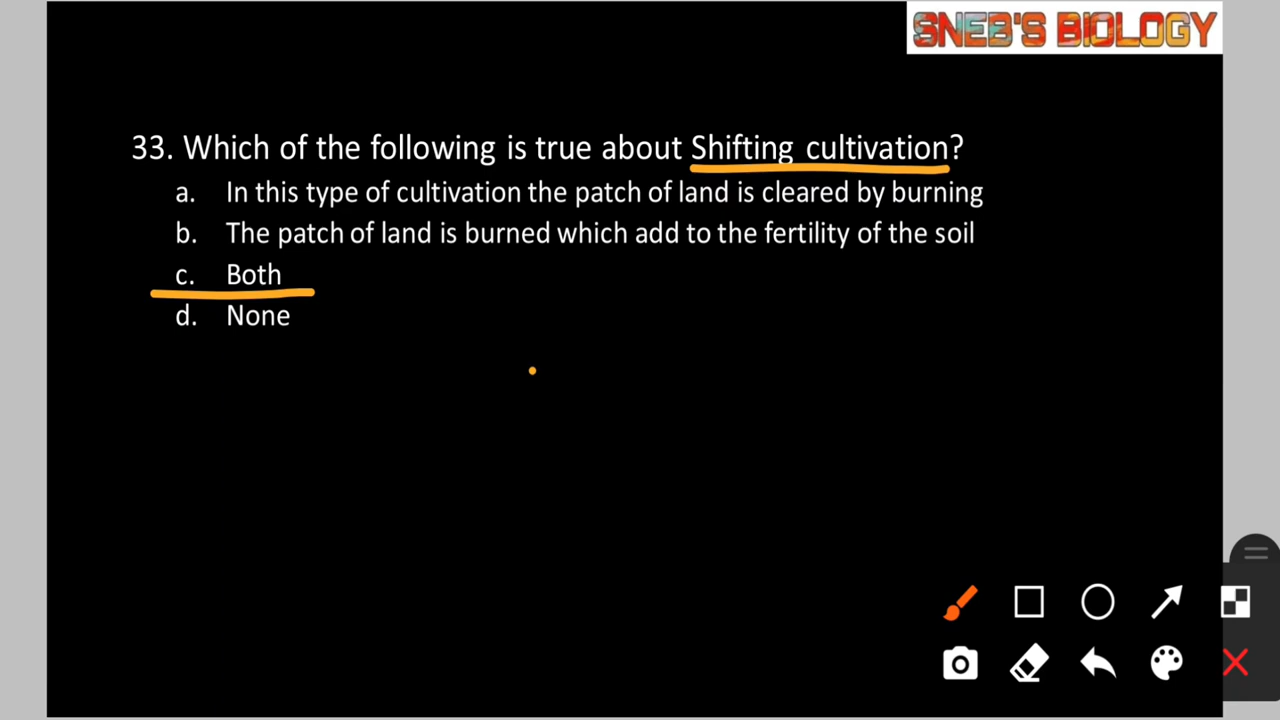 SNEB'S BIOLOGY
33. Which of the following is true about Shifting cultivation?
a. In this type of cultivation the patch of land is cleared by burning
b. The patch of land is burned which add to the fertility of the soil
c. Both
d. None